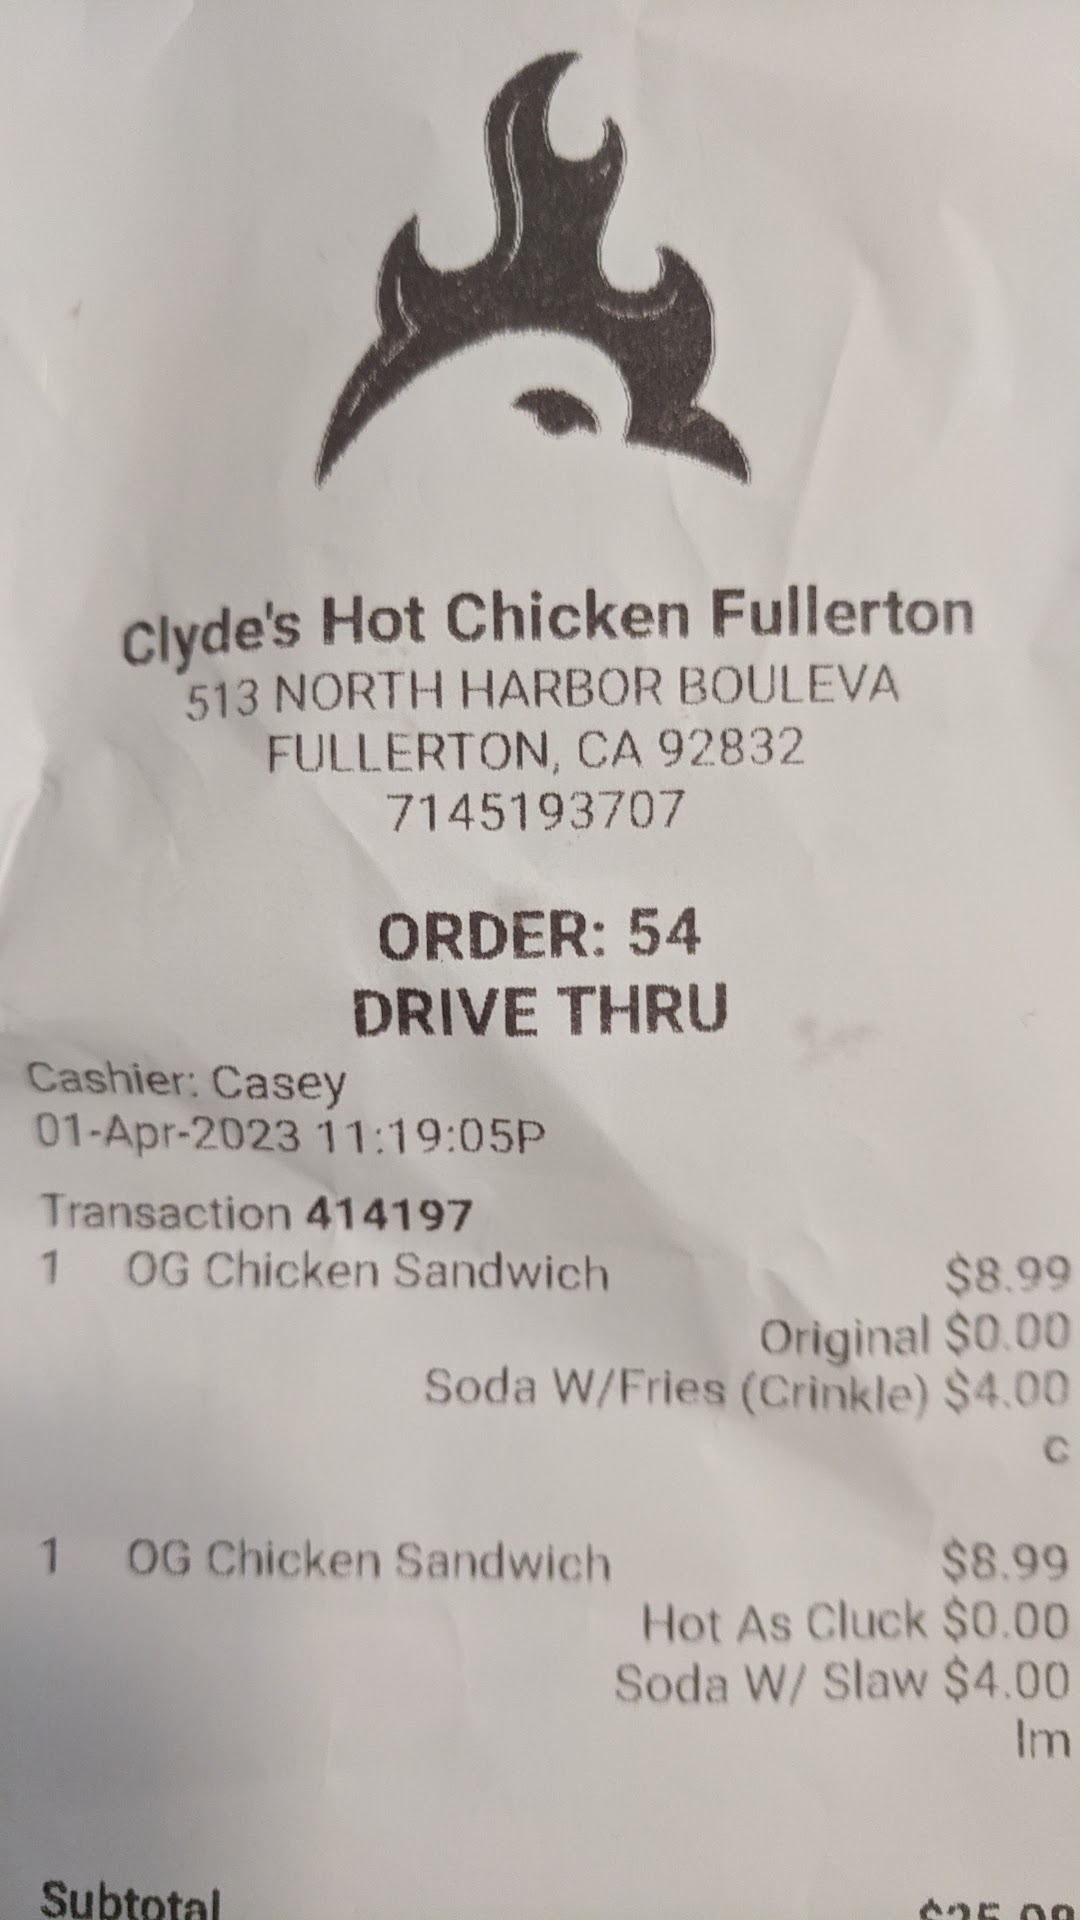 Clyde's Hot Chicken Fullerton
513 NORTH HARBOR BOULEVA
FULLERTON, CA 92832
7145193707
ORDER: 54
DRIVE THRU
Cashier: Casey
01-Apr-2023 11:19:05P
Transaction 414197
1 OG Chicken Sandwich $8.99
Original $0.00
Soda W/Fries (Crinkle) $4.00
c
1 OG Chicken Sandwich $8.99
Hot As Cluck $0.00
Soda W/ Slaw $4.00
lm
Subtotal $25.98